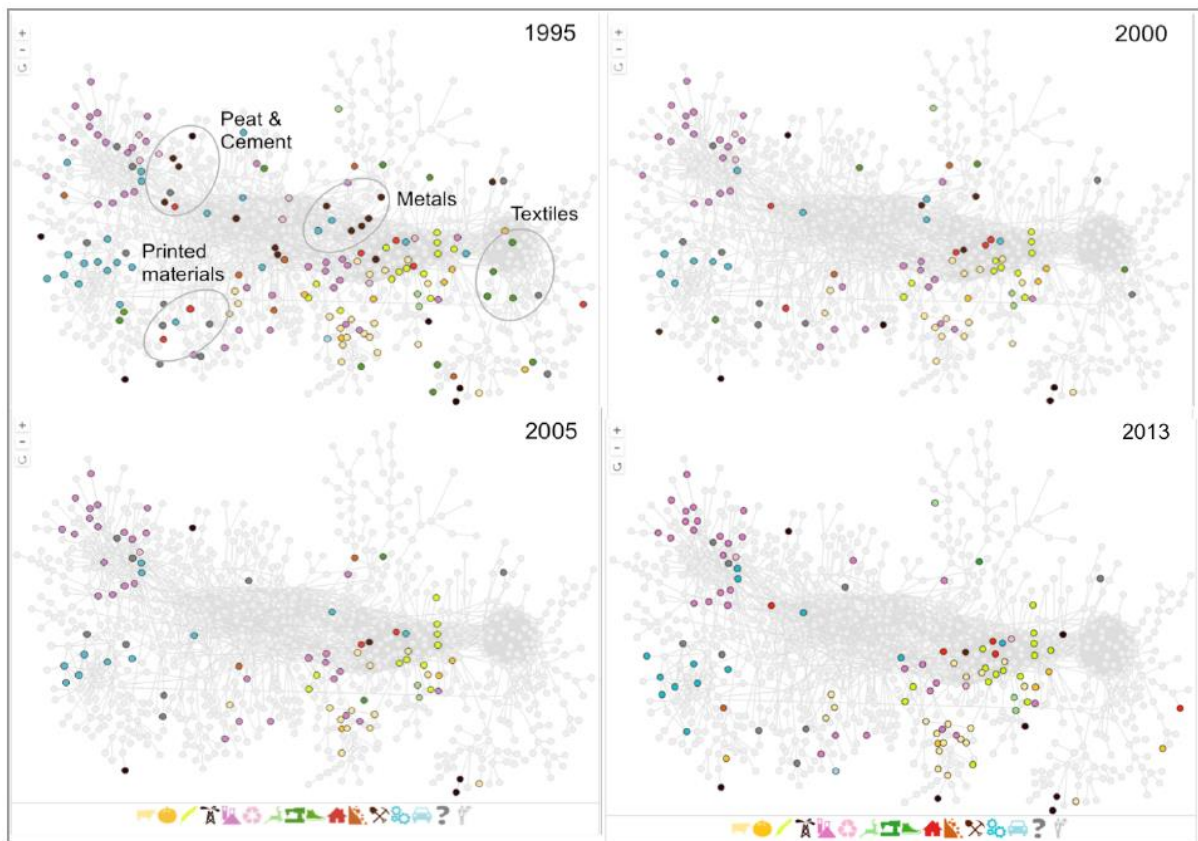 1995
2000
+
-
Peat &
Cement
Metals
Textiles
Printed
materials
+
-
2005
+
-
2013
?
?